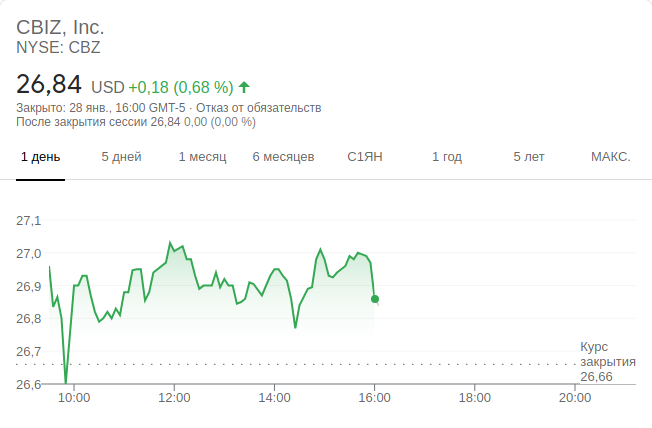 CBIZ, Inc.
NYSE: CBZ
26,84 USD +0,18 (0,68 %)
Закрыто: 28 янв., 16:00 GMT-5 · Отказ от обязательств
После закрытия сессии 26,84 0,00 (0,00 %)
1 день 5 дней 1 месяц 6 месяцев С1ЯН 1 год 5 лет МАКС.
27,1
27,0
26,9
26,8
26,7
Курс
закрытия
26,66
26,6
10:00 12:00 14:00 16:00 18:00 20:00